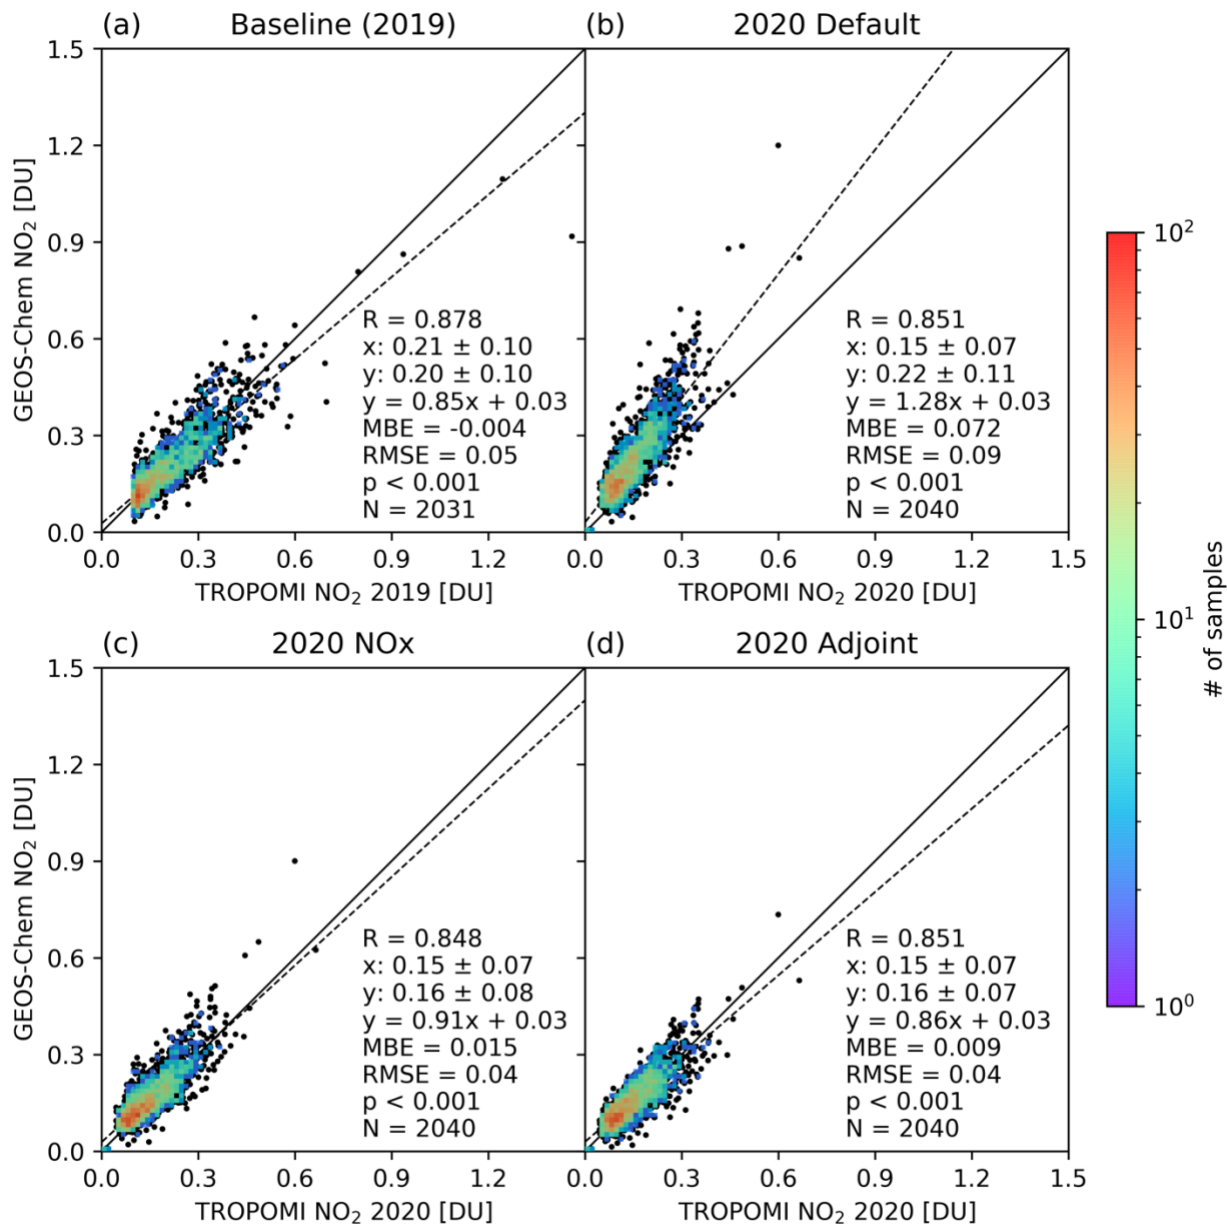 (a) Baseline (2019)
(b) 2020 Default
1.5
1.2
0.9
0.6
0.3
0.0
GEOS-Chem NO₂ [DU]
R = 0.878
x: 0.21 ± 0.10
y: 0.20 ± 0.10
y = 0.85x + 0.03
MBE = -0.004
RMSE = 0.05
p < 0.001
N = 2031
0.0 0.3 0.6 0.9 1.2
TROPOMI NO₂ 2019 [DU]
R = 0.851
x: 0.15 ± 0.07
y: 0.22 ± 0.11
y = 1.28x + 0.03
MBE = 0.072
RMSE = 0.09
p < 0.001
N = 2040
0.0 0.3 0.6 0.9 1.2 1.5
TROPOMI NO₂ 2020 [DU]
(c) 2020 NOx
(d) 2020 Adjoint
1.5
1.2
0.9
0.6
0.3
0.0
GEOS-Chem NO₂ [DU]
R = 0.848
x: 0.15 ± 0.07
y: 0.16 ± 0.08
y = 0.91x + 0.03
MBE = 0.015
RMSE = 0.04
p < 0.001
N = 2040
0.0 0.3 0.6 0.9 1.2
TROPOMI NO₂ 2020 [DU]
R = 0.851
x: 0.15 ± 0.07
y: 0.16 ± 0.07
y = 0.86x + 0.03
MBE = 0.009
RMSE = 0.04
p < 0.001
N = 2040
0.0 0.3 0.6 0.9 1.2 1.5
TROPOMI NO₂ 2020 [DU]
10²
10¹
10⁰
# of samples